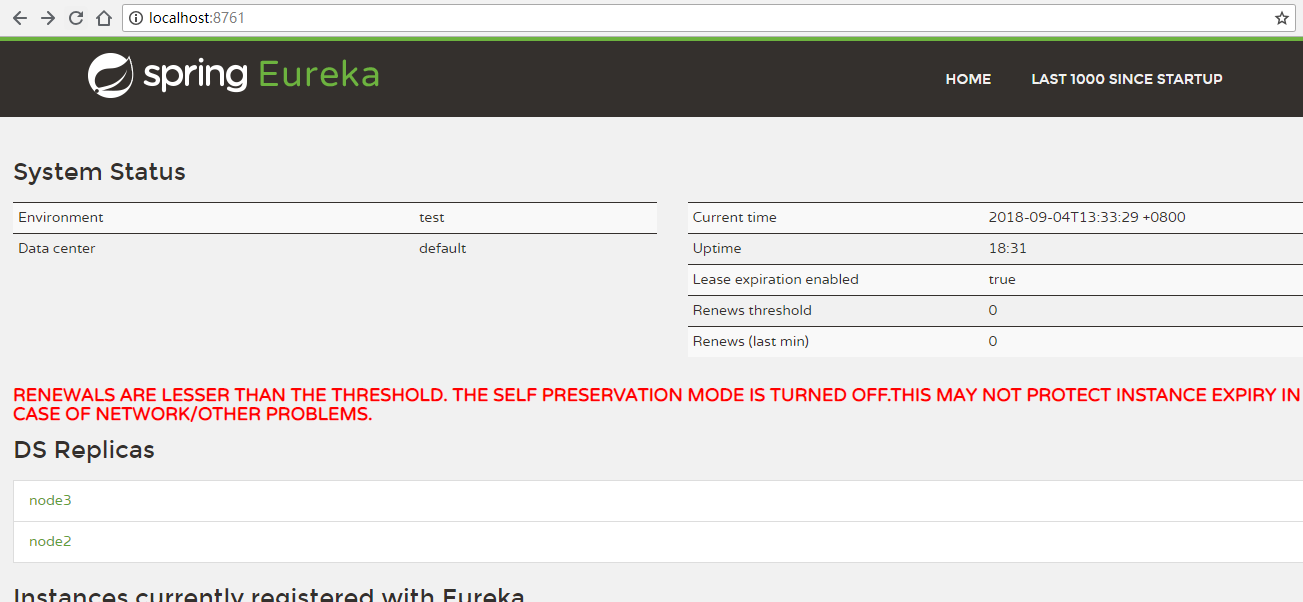 localhost:8761
spring Eureka
HOME LAST 1000 SINCE STARTUP
System Status
Environment test
Data center default
Current time 2018-09-04T13:33:29 +0800
Uptime 18:31
Lease expiration enabled true
Renews threshold 0
Renews (last min) 0
RENEWALS ARE LESSER THAN THE THRESHOLD. THE SELF PRESERVATION MODE IS TURNED OFF.THIS MAY NOT PROTECT INSTANCE EXPIRY IN
CASE OF NETWORK/OTHER PROBLEMS.
DS Replicas
node3
node2
Instances currently registered with Eureka